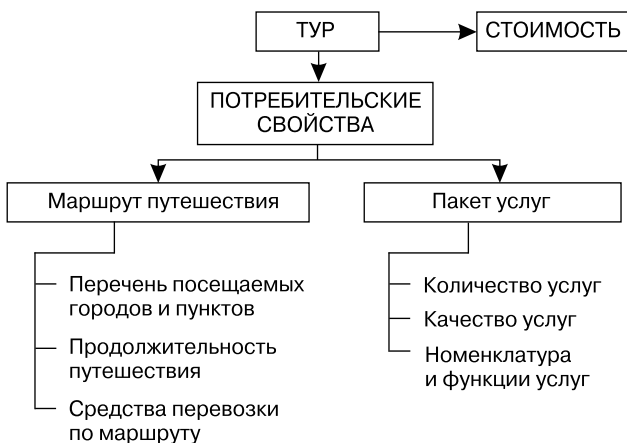 ТУР
СТОИМОСТЬ
ПОТРЕБИТЕЛЬСКИЕ
СВОЙСТВА
Маршрут путешествия
Пакет услуг
Перечень посещаемых
городов и пунктов
Продолжительность
путешествия
Средства перевозки
по маршруту
Количество услуг
Качество услуг
Номенклатура
и функции услуг